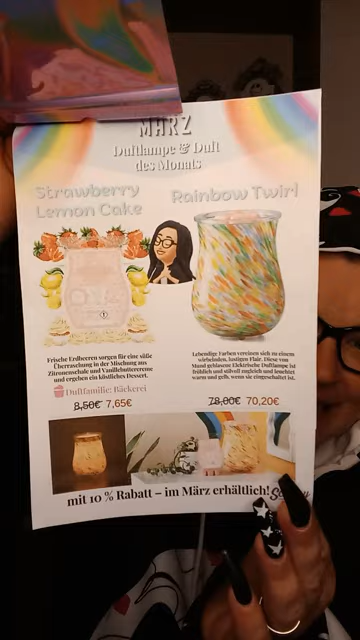 MÄRZ
Duftlampe & Duft
des Monats
Strawberry
Lemon Cake
Rainbow Twirl
Frische Erdbeeren sorgen für eine süße
Überraschung in der Mischung aus
Zitronenschale und Vanillebuttercreme
und ergeben ein köstliches Dessert.
Duftfamilie: Bäckerei
8,50€ 7,65€
Lebendige Farben vereinen sich zu einem
wirbelnden, lustigen Flair. Diese von
Mund geblasene Elektrische Duftlampe ist
fröhlich und stilvoll zugleich und leuchtet
warm und gelb, wenn sie eingeschaltet ist.
78,00€ 70,20€
mit 10 % Rabatt – im März erhältlich!